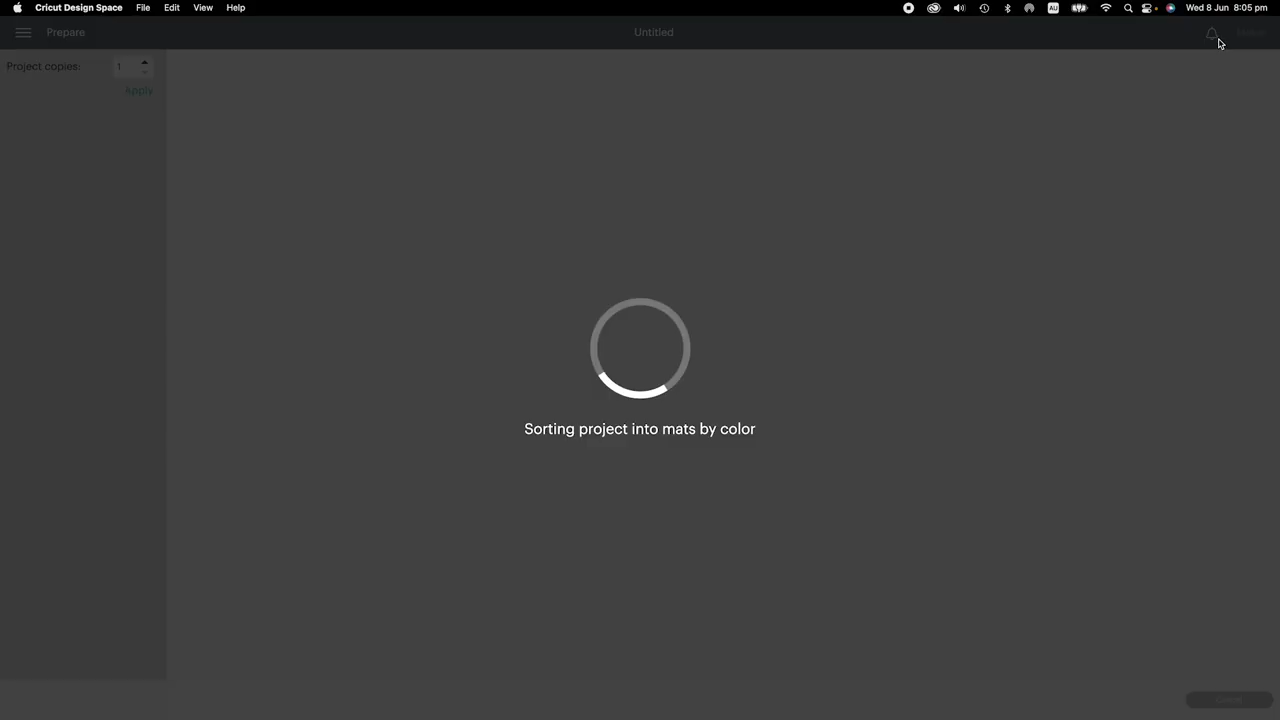 Cricut Design Space File Edit View Help AU Wed 8 Jun 8:05 pm
Prepare Untitled
Project copies: 1
Apply
Sorting project into mats by color